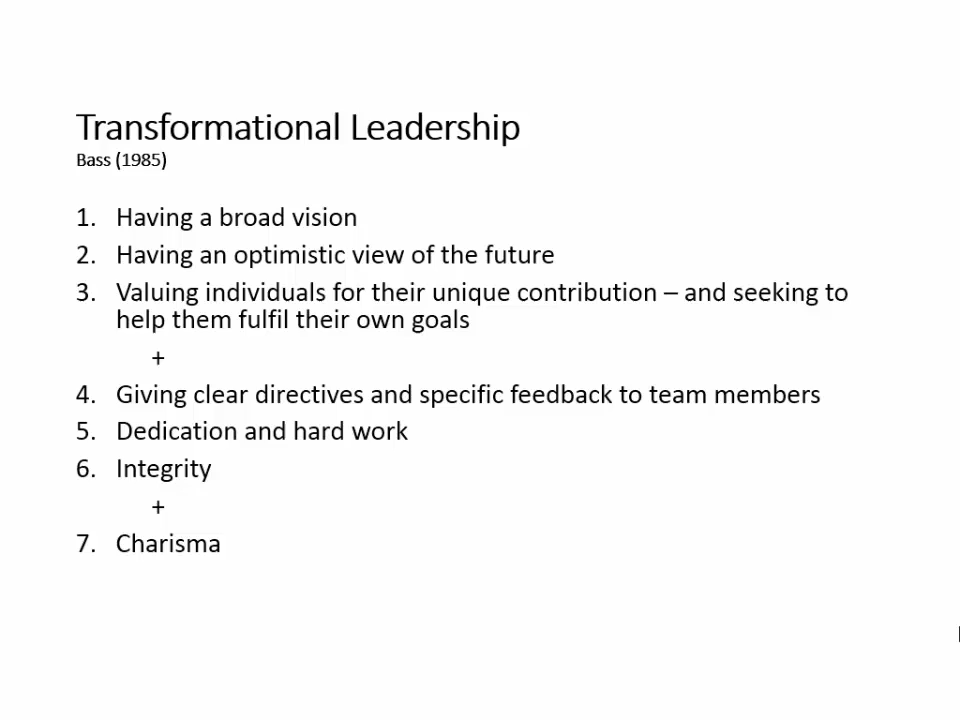 Transformational Leadership
Bass (1985)
1. Having a broad vision
2. Having an optimistic view of the future
3. Valuing individuals for their unique contribution – and seeking to
help them fulfil their own goals
+
4. Giving clear directives and specific feedback to team members
5. Dedication and hard work
6. Integrity
+
7. Charisma